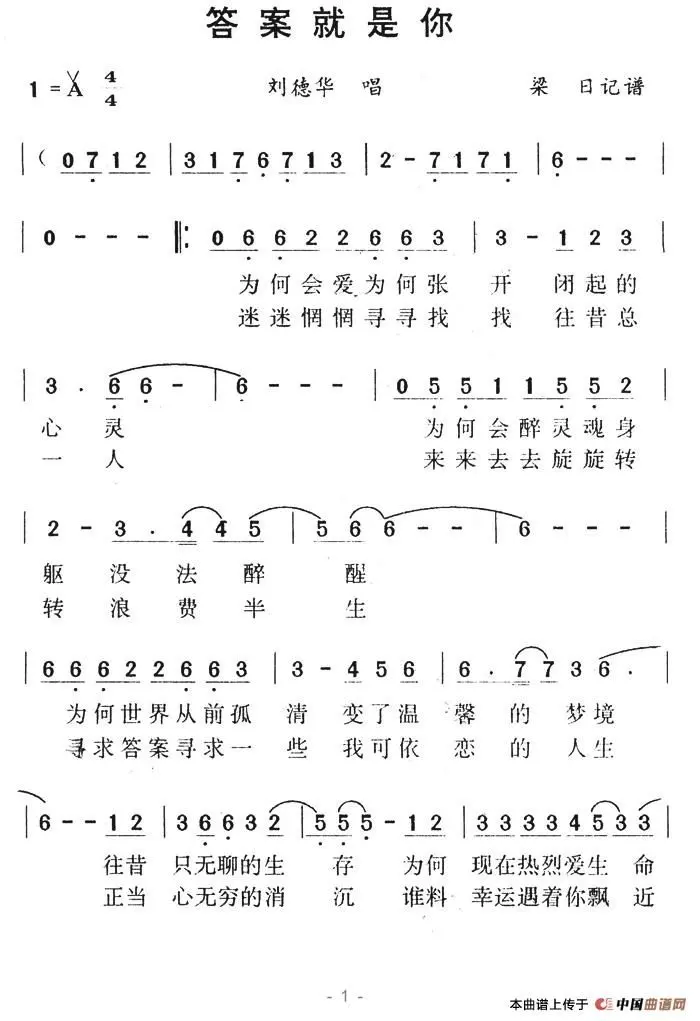 答案就是你
1=A 4/4 刘德华 唱 梁 日记谱
|( 0 7 1 2 | 3 1 7 6 7 1 3 | 2 - 7 1 7 1 | 6 - - - |
0 - - - ‖: 0 6 6 2 2 6 6 3 | 3 - 1 2 3 |
为何会爱为何张 开 闭起的
迷迷惘惘寻寻找 找 往昔总
| 3 . 6 6 - | 6 - - - | 0 5 5 1 1 5 5 2 |
心 灵 为何会醉灵魂身
一 人 来来去去旋旋转
| 2 - 3 . 4 4 5 | 5 6 6 - - | 6 - - - |
躯 没 法 醉 醒
转 浪 费 半 生
| 6 6 6 2 2 6 6 3 | 3 - 4 5 6 | 6 . 7 7 3 6 . |
为何世界从前孤 清 变了温 馨 的 梦境
寻求答案寻求一 些 我可依 恋 的 人生
| 6 - - 1 2 | 3 6 6 3 2 | 5 5 5 - 1 2 | 3 3 3 3 4 5 3 3 |
往昔 只无聊的生 存 为何 现在热烈爱生 命
正当 心无穷的消 沉 谁料 幸运遇着你飘 近
- 1 -
本曲谱上传于 中国曲谱网